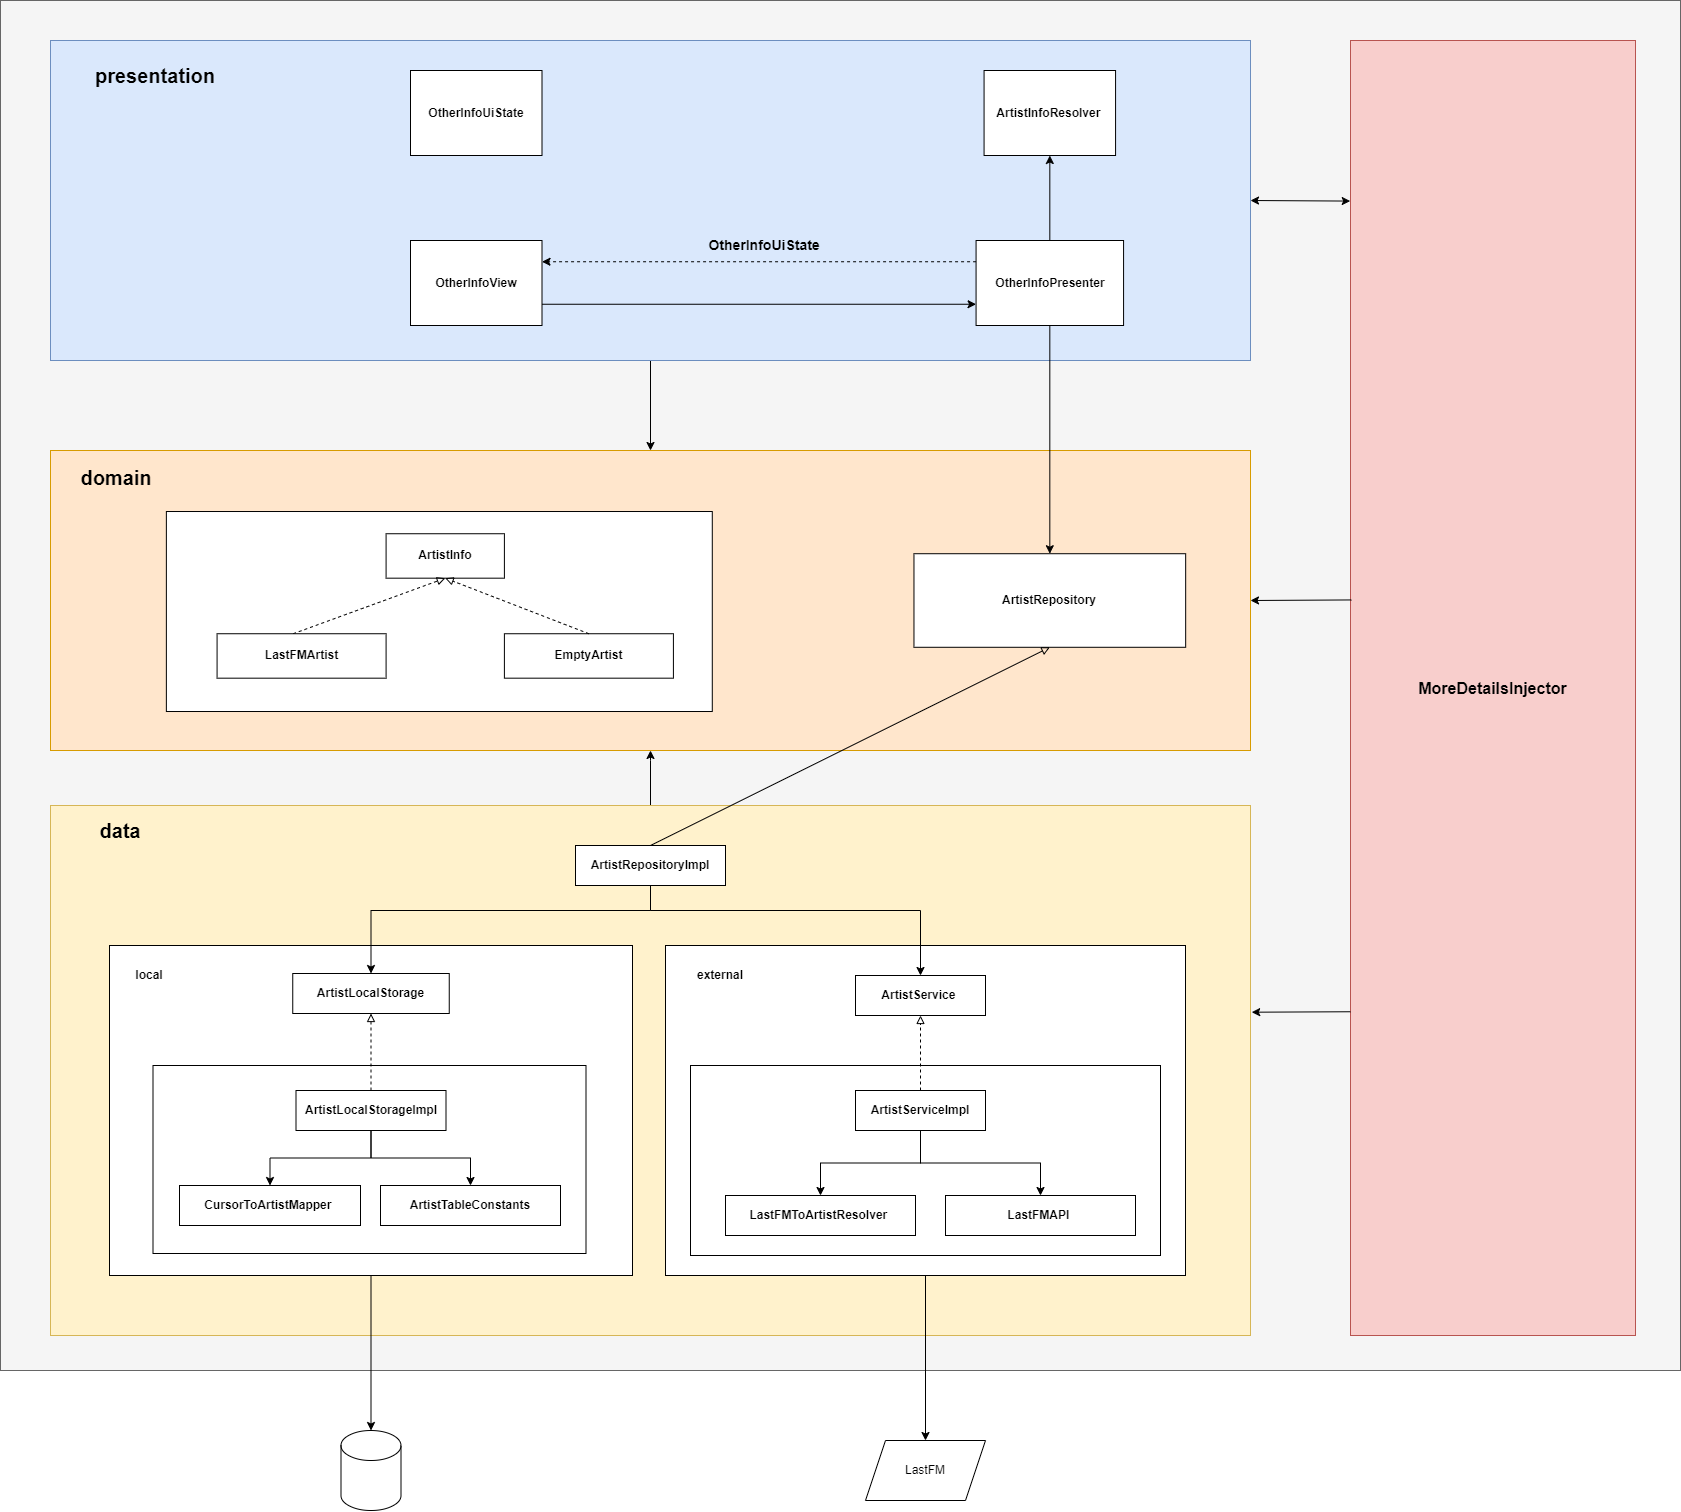 presentation
OtherInfoUiState
ArtistInfoResolver
OtherInfoUiState
OtherInfoView
OtherInfoPresenter
domain
ArtistInfo
LastFMArtist
EmptyArtist
ArtistRepository
MoreDetailsInjector
data
ArtistRepositoryImpl
local
ArtistLocalStorage
external
ArtistService
ArtistLocalStorageImpl
CursorToArtistMapper
ArtistTableConstants
ArtistServiceImpl
LastFMToArtistResolver
LastFMAPI
LastFM